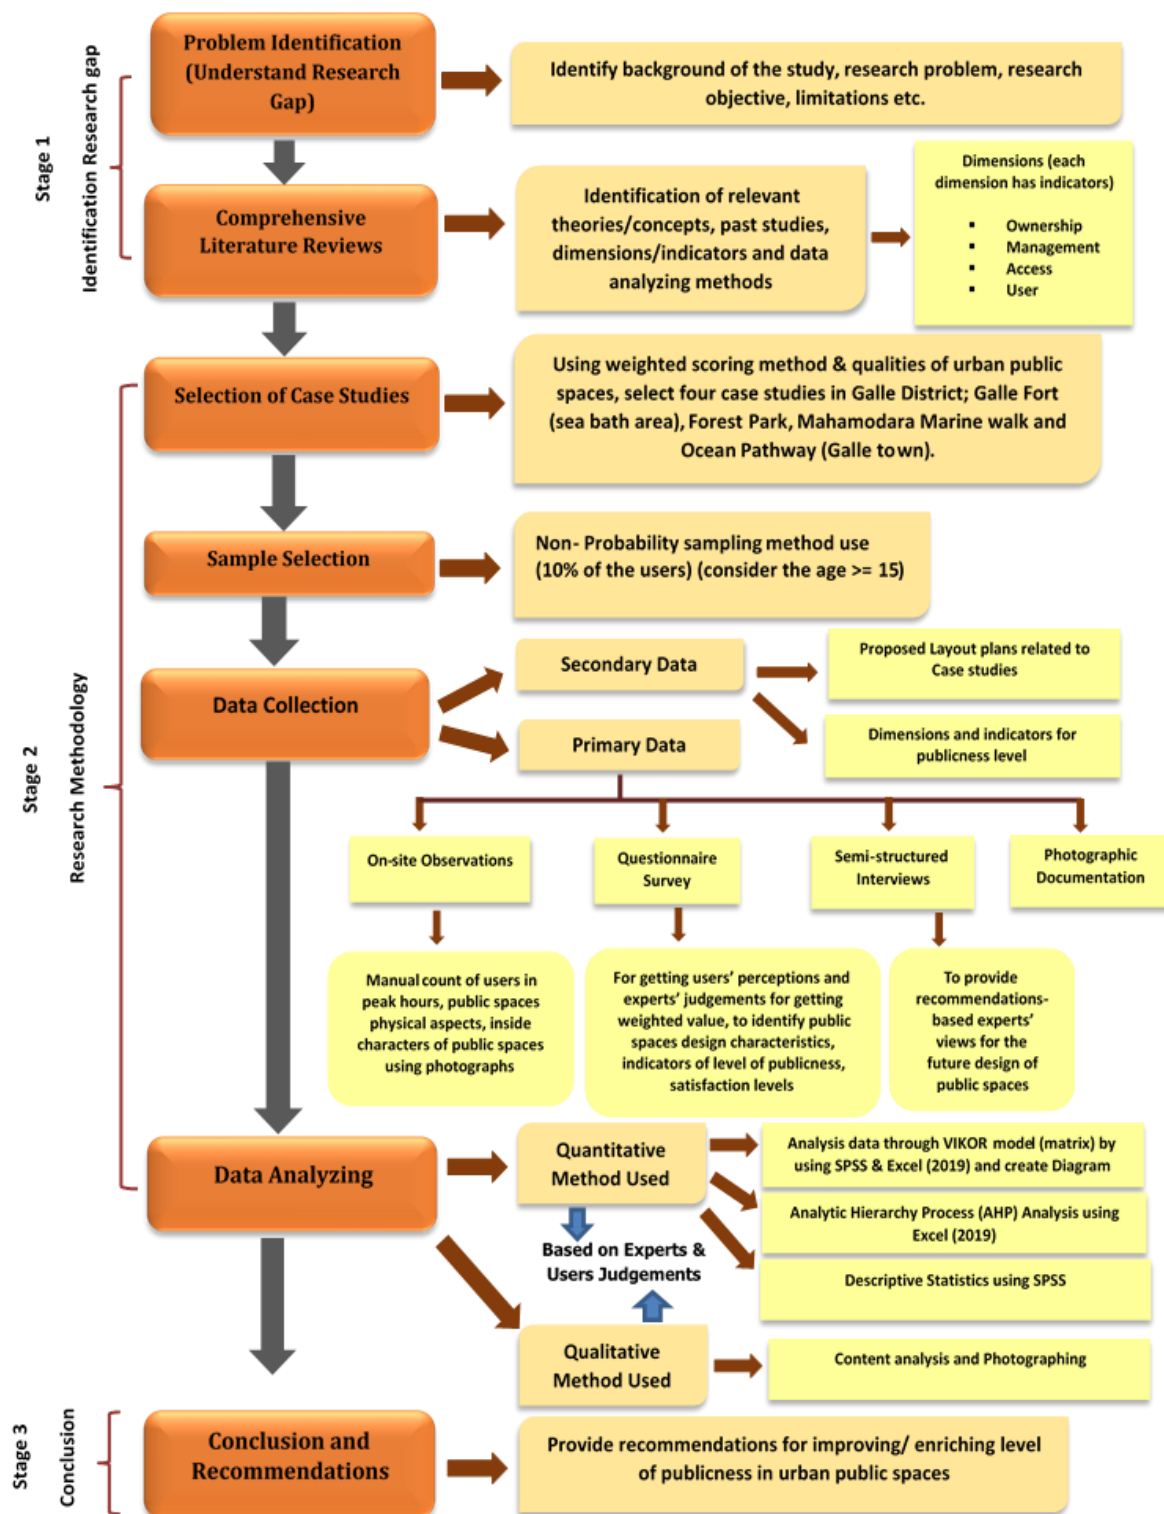 Stage 1
Identification Research gap
Problem Identification
(Understand Research
Gap)
Identify background of the study, research problem, research
objective, limitations etc.
Comprehensive
Literature Reviews
Identification of relevant
theories/concepts, past studies,
dimensions/indicators and data
analyzing methods
Dimensions (each
dimension has indicators)
▪ Ownership
▪ Management
▪ Access
▪ User
Stage 2
Research Methodology
Selection of Case Studies
Using weighted scoring method & qualities of urban public
spaces, select four case studies in Galle District; Galle Fort
(sea bath area), Forest Park, Mahamodara Marine walk and
Ocean Pathway (Galle town).
Sample Selection
Non- Probability sampling method use
(10% of the users) (consider the age >= 15)
Data Collection
Secondary Data
Proposed Layout plans related to
Case studies
Dimensions and indicators for
publicness level
Primary Data
On-site Observations
Questionnaire
Survey
Semi-structured
Interviews
Photographic
Documentation
Manual count of users in
peak hours, public spaces
physical aspects, inside
characters of public spaces
using photographs
For getting users' perceptions and
experts' judgements for getting
weighted value, to identify public
spaces design characteristics,
indicators of level of publicness,
satisfaction levels
To provide
recommendations-
based experts'
views for the
future design of
public spaces
Data Analyzing
Quantitative
Method Used
Analysis data through VIKOR model (matrix) by
using SPSS & Excel (2019) and create Diagram
Analytic Hierarchy Process (AHP) Analysis using
Excel (2019)
Descriptive Statistics using SPSS
Based on Experts &
Users Judgements
Qualitative
Method Used
Content analysis and Photographing
Stage 3
Conclusion
Conclusion and
Recommendations
Provide recommendations for improving/ enriching level
of publicness in urban public spaces